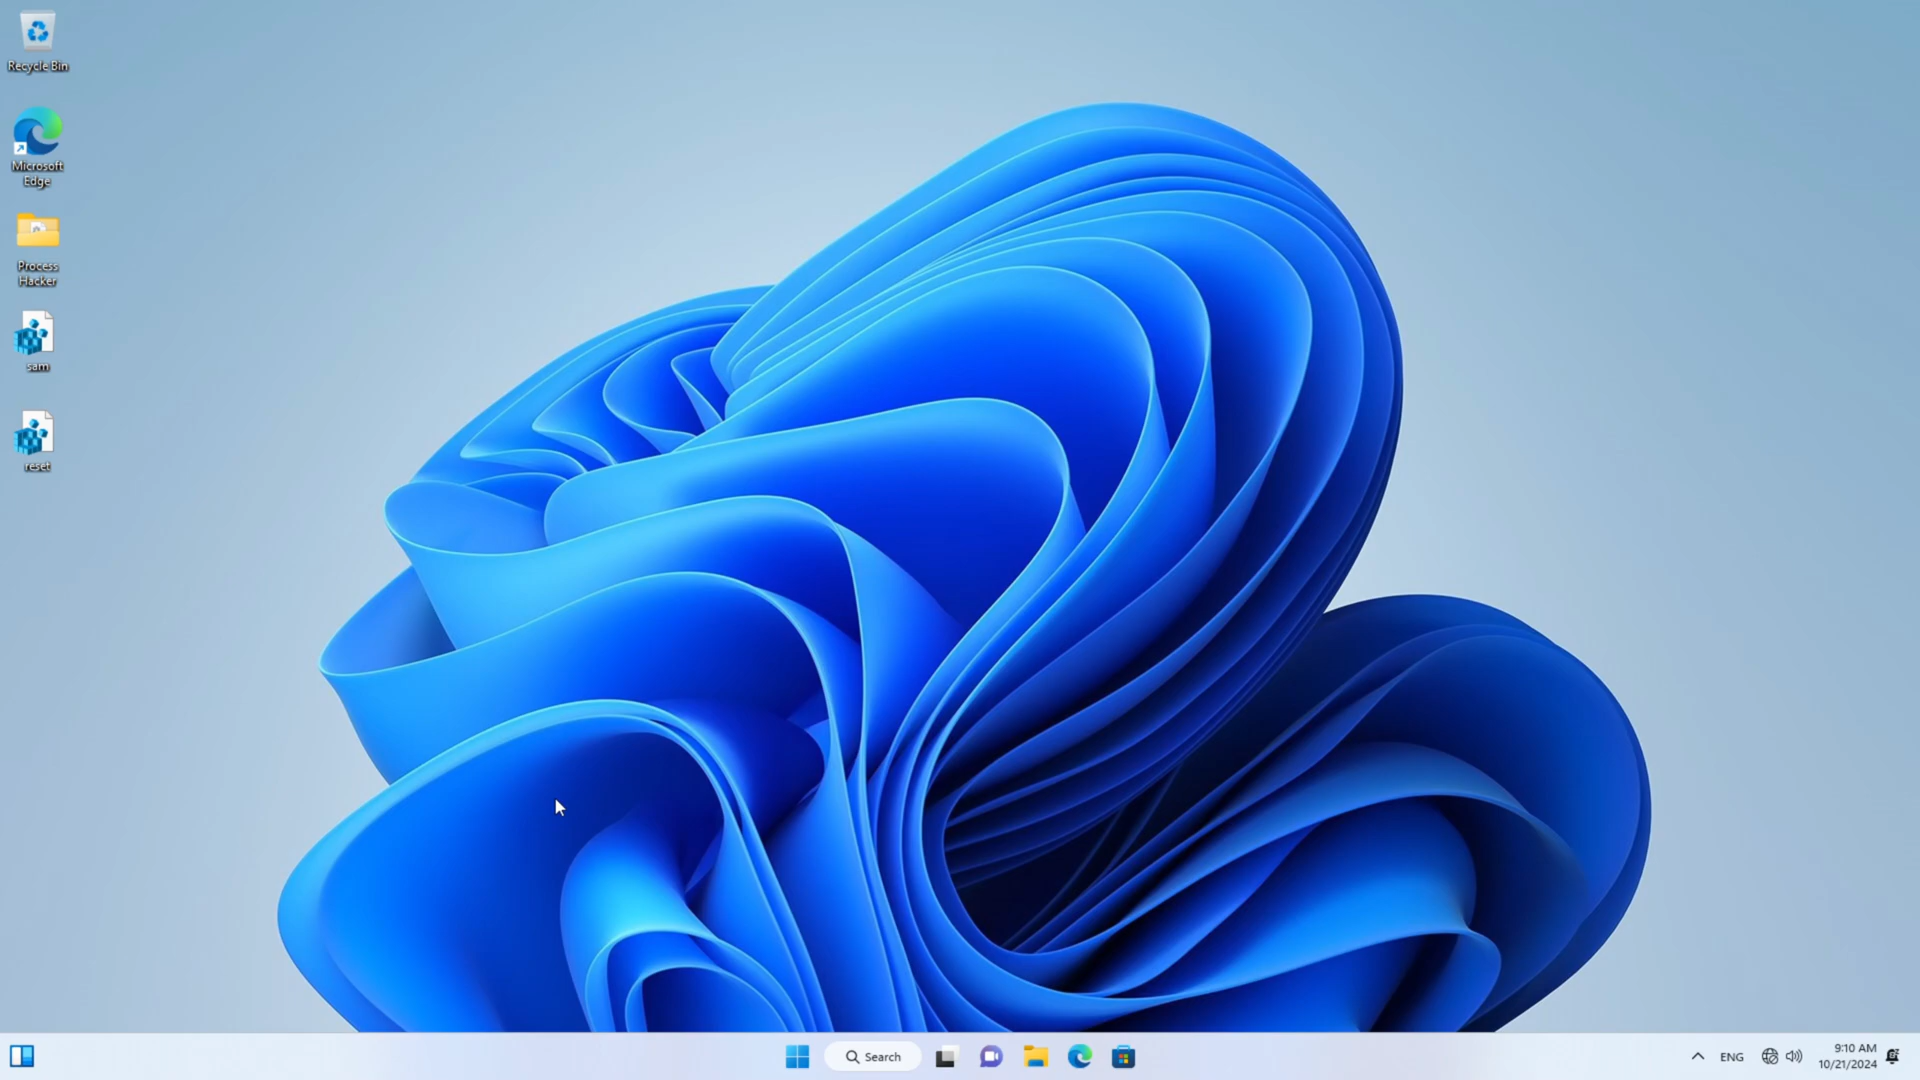 Recycle Bin
Microsoft
Edge
Process
Hacker
sam
reset
Search
ENG
9:10 AM
10/21/2024